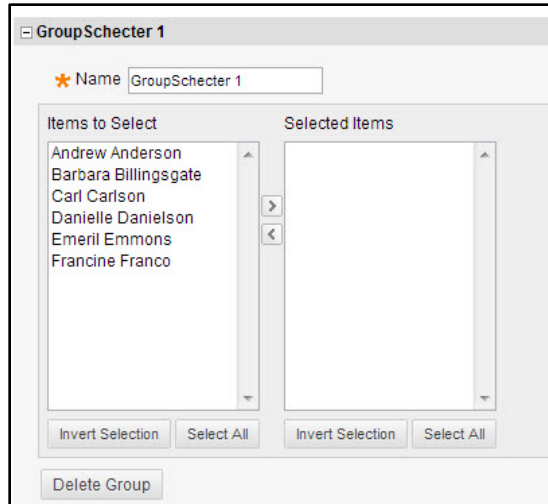 GroupSchecter 1
Name GroupSchecter 1
Items to Select Selected Items
Andrew Anderson
Barbara Billingsgate
Carl Carlson
Danielle Danielson
Emeril Emmons
Francine Franco
Invert Selection Select All Invert Selection Select All
Delete Group